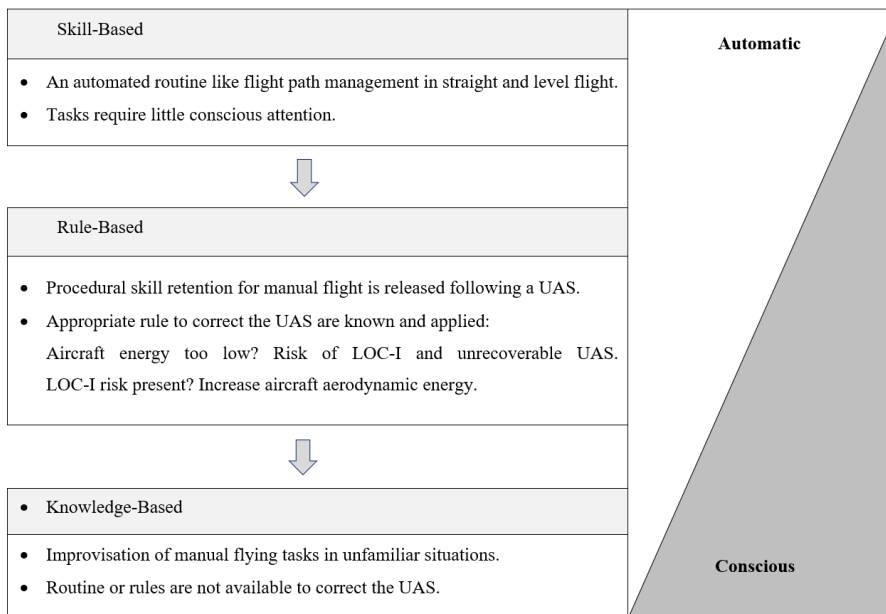 Skill-Based
• An automated routine like flight path management in straight and level flight.
• Tasks require little conscious attention.
Rule-Based
• Procedural skill retention for manual flight is released following a UAS.
• Appropriate rule to correct the UAS are known and applied:
Aircraft energy too low? Risk of LOC-I and unrecoverable UAS.
LOC-I risk present? Increase aircraft aerodynamic energy.
• Knowledge-Based
• Improvisation of manual flying tasks in unfamiliar situations.
• Routine or rules are not available to correct the UAS.
Automatic
Conscious